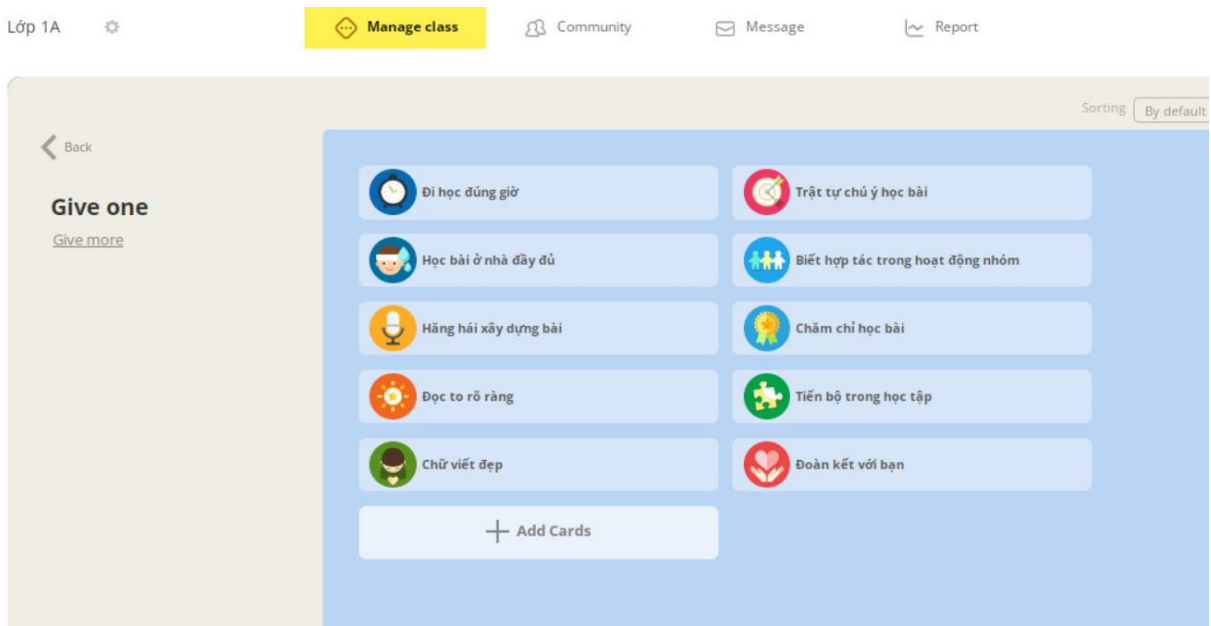 Lớp 1A
Manage class
Community
Message
Report
Sorting
By default
Back
Give one
Give more
Đi học đúng giờ
Trật tự chú ý học bài
Học bài ở nhà đầy đủ
Biết hợp tác trong hoạt động nhóm
Hăng hái xây dựng bài
Chăm chỉ học bài
Đọc to rõ ràng
Tiến bộ trong học tập
Chữ viết đẹp
Đoàn kết với bạn
Add Cards